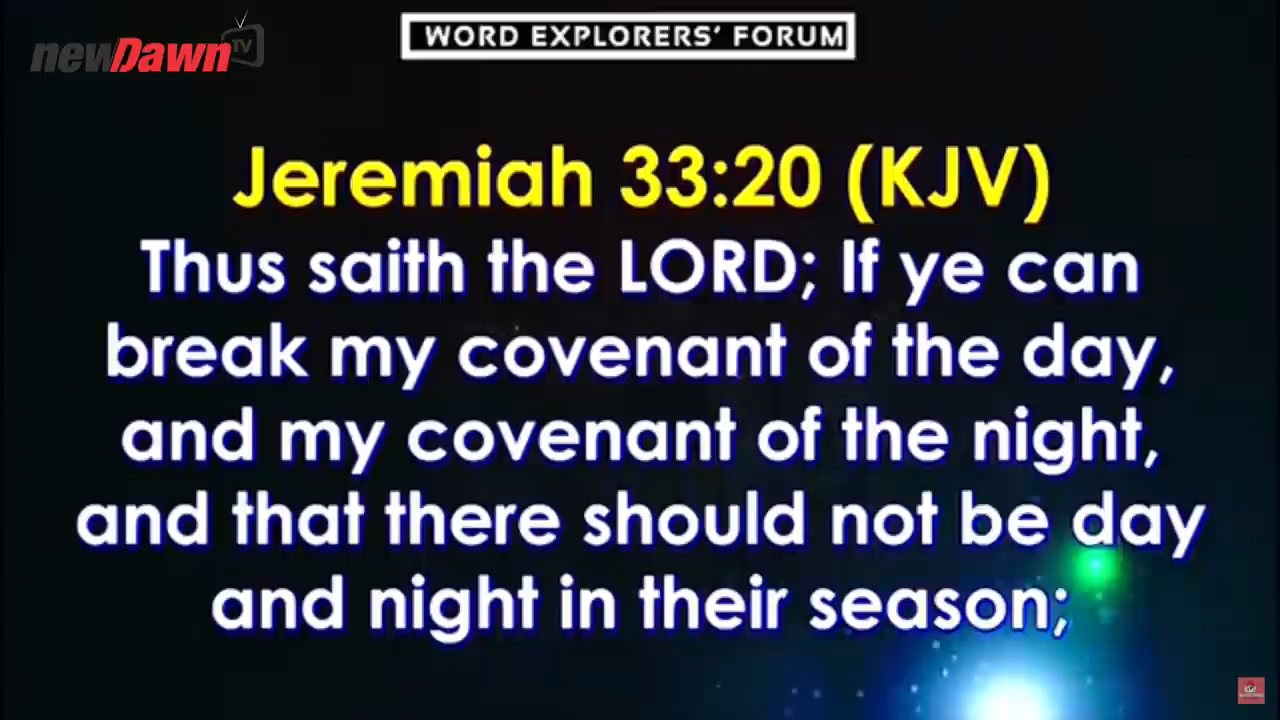 newDawn TV
WORD EXPLORERS' FORUM
Jeremiah 33:20 (KJV)
Thus saith the LORD; If ye can
break my covenant of the day,
and my covenant of the night,
and that there should not be day
and night in their season;